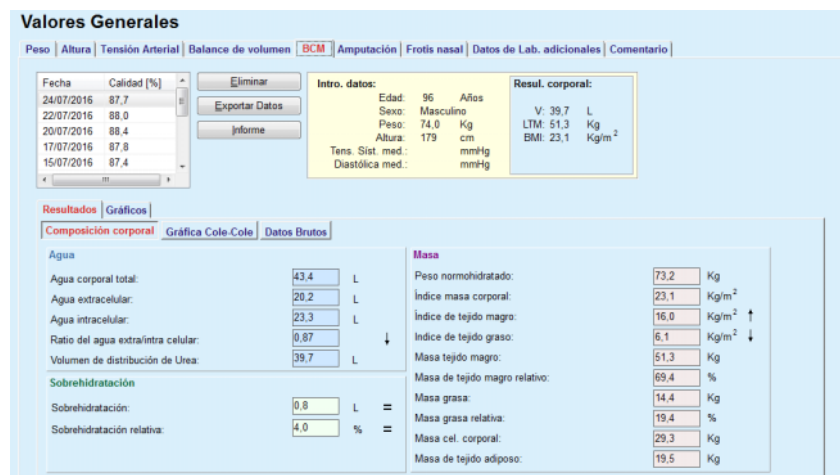 Valores Generales
Peso Altura Tensión Arterial Balance de volumen BCM Amputación Frotis nasal Datos de Lab. adicionales Comentario
Fecha Calidad [%]
24/07/2016 87,7
22/07/2016 88,0
20/07/2016 88,4
17/07/2016 87,8
15/07/2016 87,4
Eliminar
Exportar Datos
Informe
Intro. datos:
Edad: 96 Años
Sexo: Masculino
Peso: 74,0 Kg
Altura: 179 cm
Tens. Síst. med.: mmHg
Diastólica med.: mmHg
Resul. corporal:
V: 39,7 L
LTM: 51,3 Kg
BMI: 23,1 Kg/m²
Resultados Gráficos
Composición corporal Gráfica Cole-Cole Datos Brutos
Agua
Agua corporal total: 43,4 L
Agua extracelular: 20,2 L
Agua intracelular: 23,3 L
Ratio del agua extra/intra celular: 0,87 ↓
Volumen de distribución de Urea: 39,7 L
Sobrehidratación
Sobrehidratación: 0,8 L =
Sobrehidratación relativa: 4,0 % =
Masa
Peso normohidratado: 73,2 Kg
Índice masa corporal: 23,1 Kg/m²
Índice de tejido magro: 16,0 Kg/m² ↑
Indice de tejido graso: 6,1 Kg/m² ↓
Masa tejido magro: 51,3 Kg
Masa de tejido magro relativo: 69,4 %
Masa grasa: 14,4 Kg
Masa grasa relativa: 19,4 %
Masa cel. corporal: 29,3 Kg
Masa de tejido adiposo: 19,5 Kg